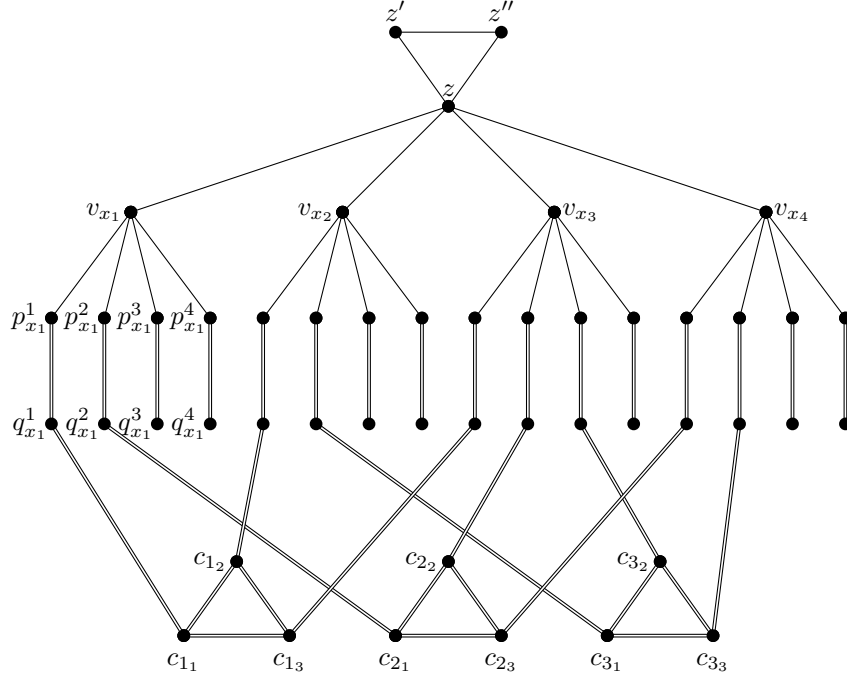 z′ z″
z
v_{x_1} v_{x_2} v_{x_3} v_{x_4}
p^1_{x_1} p^2_{x_1} p^3_{x_1} p^4_{x_1}
q^1_{x_1} q^2_{x_1} q^3_{x_1} q^4_{x_1}
c_{1_2} c_{2_2} c_{3_2}
c_{1_1} c_{1_3} c_{2_1} c_{2_3} c_{3_1} c_{3_3}